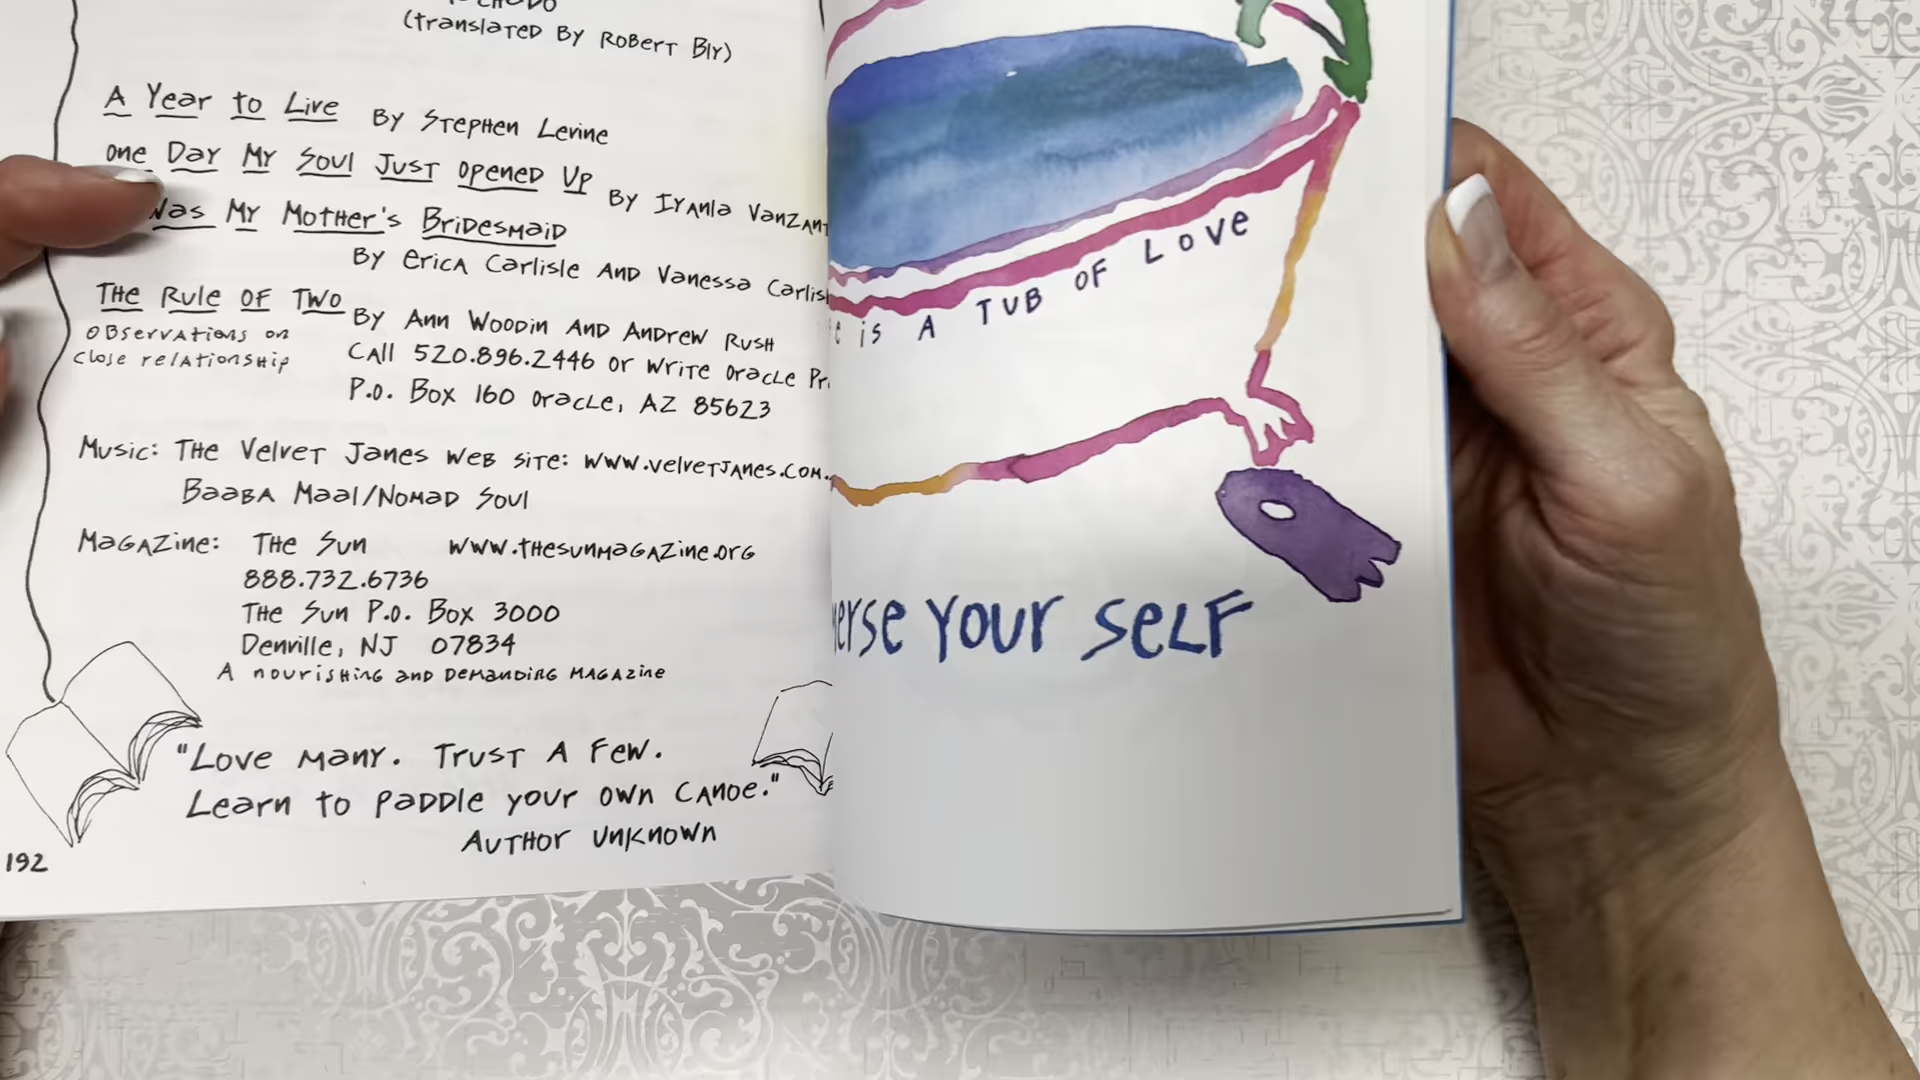 (Translated By Robert Bly)
A Year to Live By Stephen Levine
One Day My Soul Just Opened Up By Iyanla Vanzant
Was My Mother's Bridesmaid
By Erica Carlisle And Vanessa
The Rule of Two By Ann Woodin And Andrew Rush
Observations on
close relationship
Call 520.896.2446 or write Oracle
P.O. Box 160 Oracle, AZ 85623
Music: The Velvet Janes Web site: www.velvetjanes.com.
Baaba Maal/Nomad Soul
Magazine: The Sun www.thesunmagazine.org
888.732.6736
The Sun P.O. Box 3000
Denville, NJ 07834
A nourishing and demanding magazine
"Love many. Trust a few.
Learn to paddle your own canoe."
Author Unknown
192
is A Tub of Love
Your Self